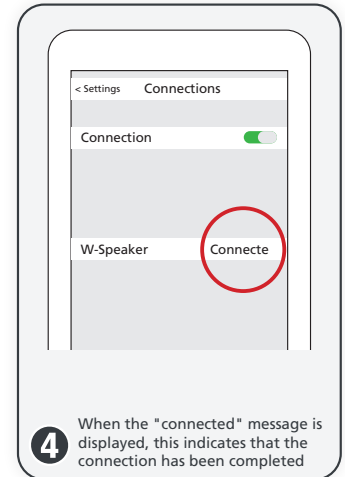 < Settings Connections
Connection
W-Speaker Connecte
4 When the "connected" message is
displayed, this indicates that the
connection has been completed